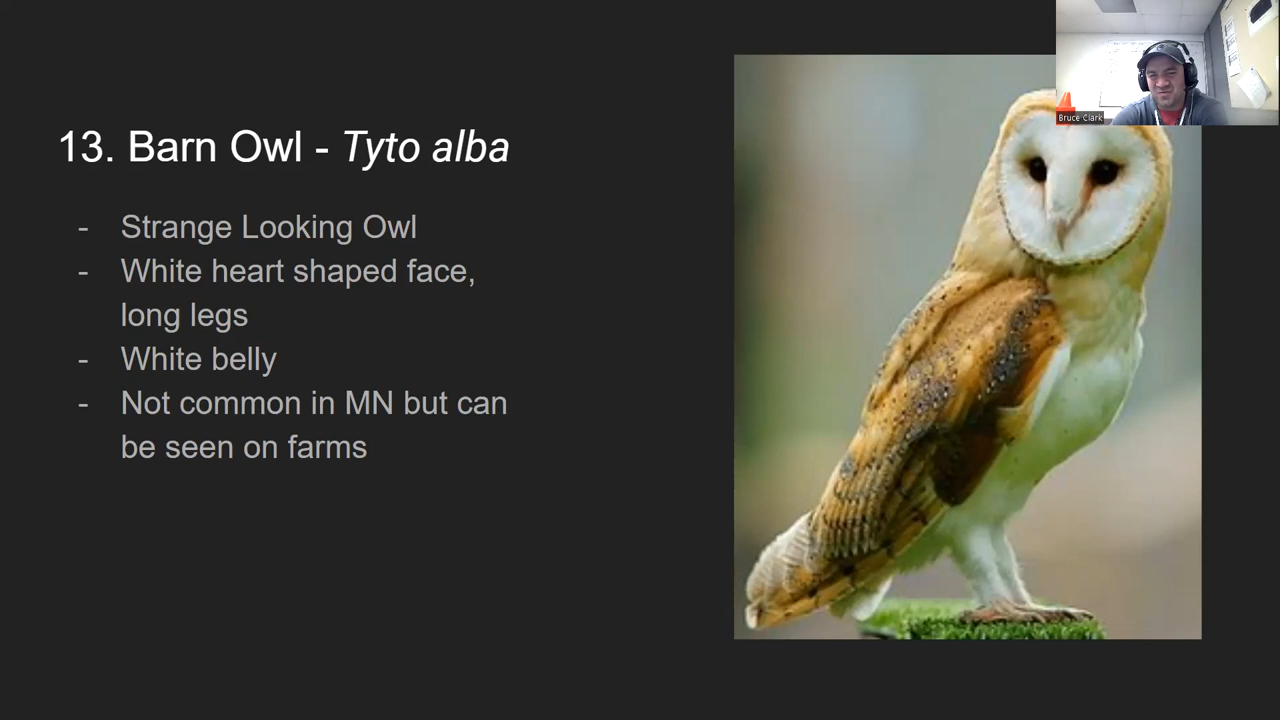 13. Barn Owl - Tyto alba
- Strange Looking Owl
- White heart shaped face,
long legs
- White belly
- Not common in MN but can
be seen on farms
Bruce Clark